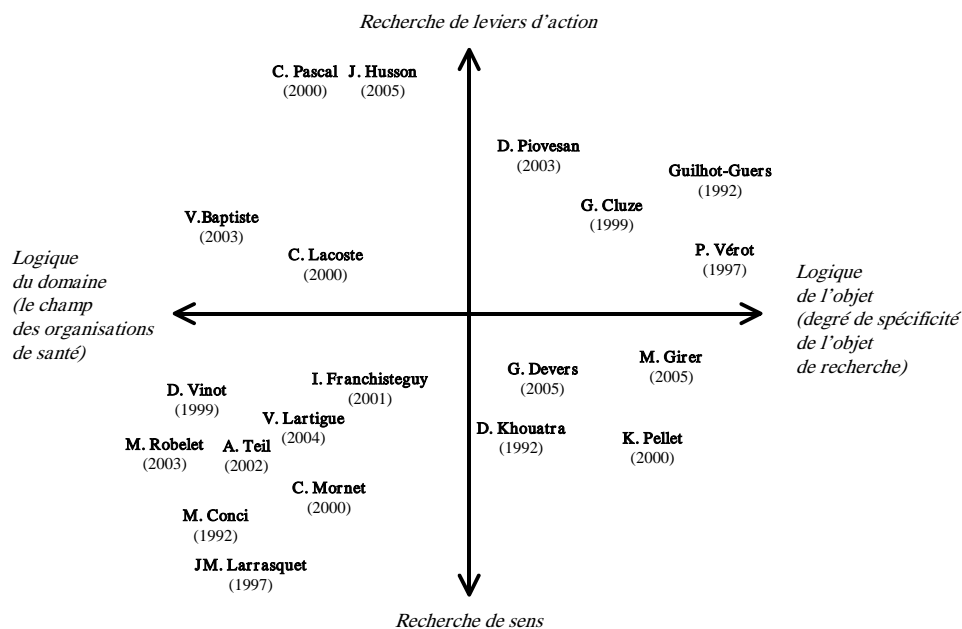 Recherche de leviers d'action
C. Pascal
(2000)
J. Husson
(2005)
D. Piovesan
(2003)
Guilhot-Guers
(1992)
G. Cluze
(1999)
V.Baptiste
(2003)
C. Lacoste
(2000)
P. Vérot
(1997)
Logique
du domaine
(le champ
des organisations
de santé)
Logique
de l'objet
(degré de spécificité
de l'objet
de recherche)
I. Franchisteguy
(2001)
G. Devers
(2005)
M. Girer
(2005)
D. Vinot
(1999)
V. Lartigue
(2004)
D. Khouatra
(1992)
K. Pellet
(2000)
M. Robelet
(2003)
A. Teil
(2002)
C. Mornet
(2000)
M. Conci
(1992)
JM. Larrasquet
(1997)
Recherche de sens